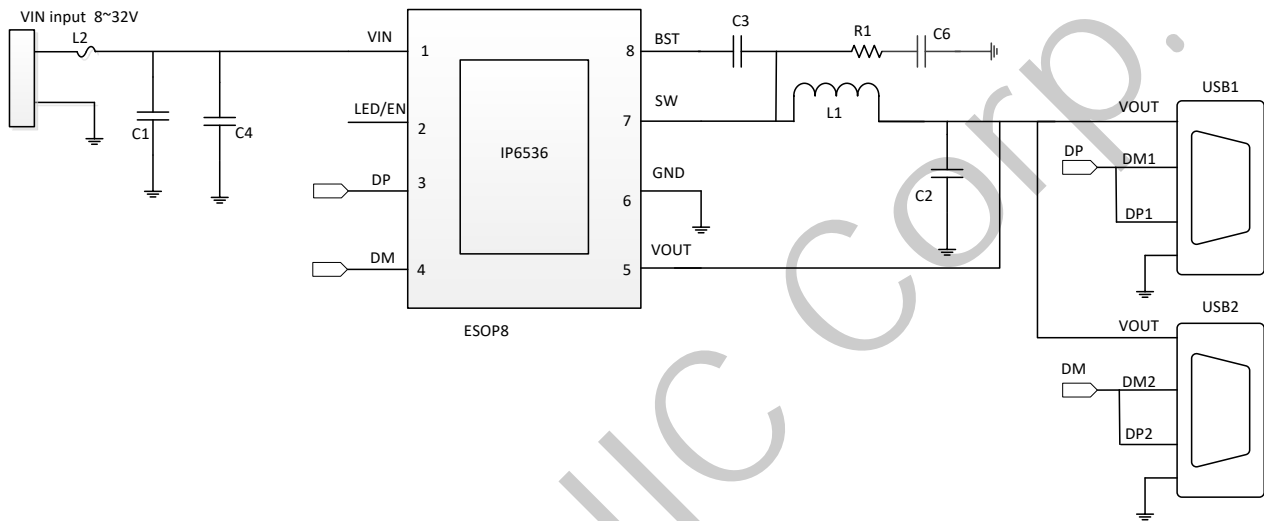 VIN input 8~32V
L2
VIN
1
C1
C4
LED/EN
2
DP
3
DM
4
IP6536
ESOP8
BST
8
C3
R1
C6
SW
7
L1
GND
6
C2
VOUT
5
USB1
VOUT
DP
DM1
DP1
USB2
VOUT
DM
DM2
DP2
Corp.